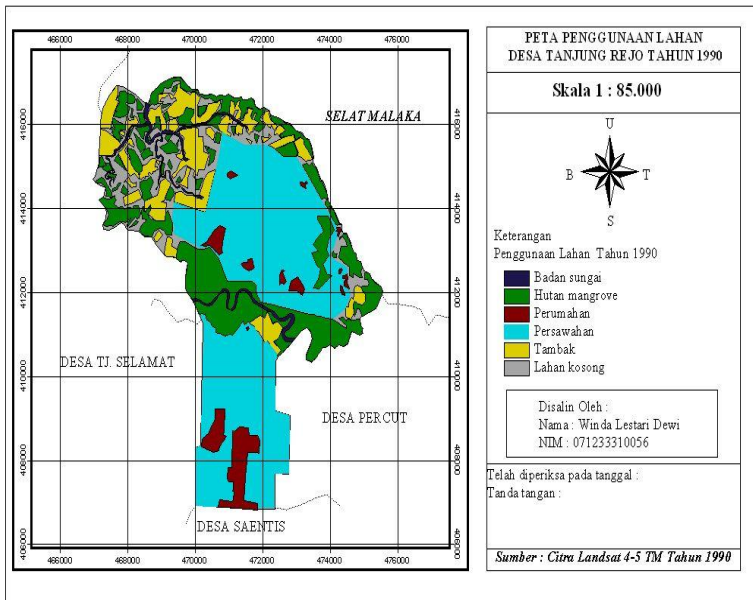 466000 468000 470000 472000 474000 476000
416000 416000
414000 414000
412000 412000
410000 410000
408000 408000
406000 406000
466000 468000 470000 472000 474000 476000
SELAT MALAKA
DESA TJ. SELAMAT
DESA PERCUT
DESA SAENTIS
PETA PENGGUNAAN LAHAN
DESA TANJUNG REJO TAHUN 1990
Skala 1 : 85.000
U
B T
S
Keterangan
Penggunaan Lahan Tahun 1990
Badan sungai
Hutan mangrove
Perumahan
Persawahan
Tambak
Lahan kosong
Disalin Oleh :
Nama : Winda Lestari Dewi
NIM : 071233310056
Telah diperiksa pada tanggal :
Tanda tangan :
Sumber : Citra Landsat 4-5 TM Tahun 1990